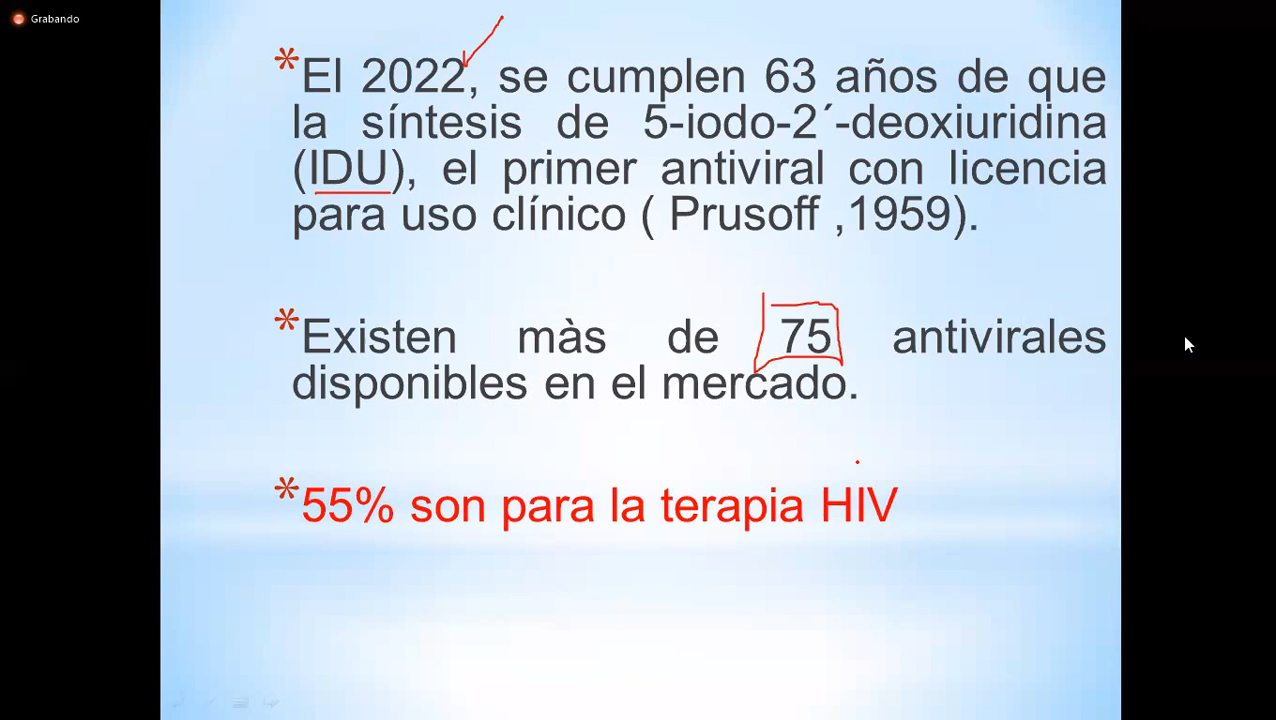 Grabando
*El 2022, se cumplen 63 años de que
la síntesis de 5-iodo-2´-deoxiuridina
(IDU), el primer antiviral con licencia
para uso clínico ( Prusoff ,1959).
*Existen màs de 75 antivirales
disponibles en el mercado.
*55% son para la terapia HIV